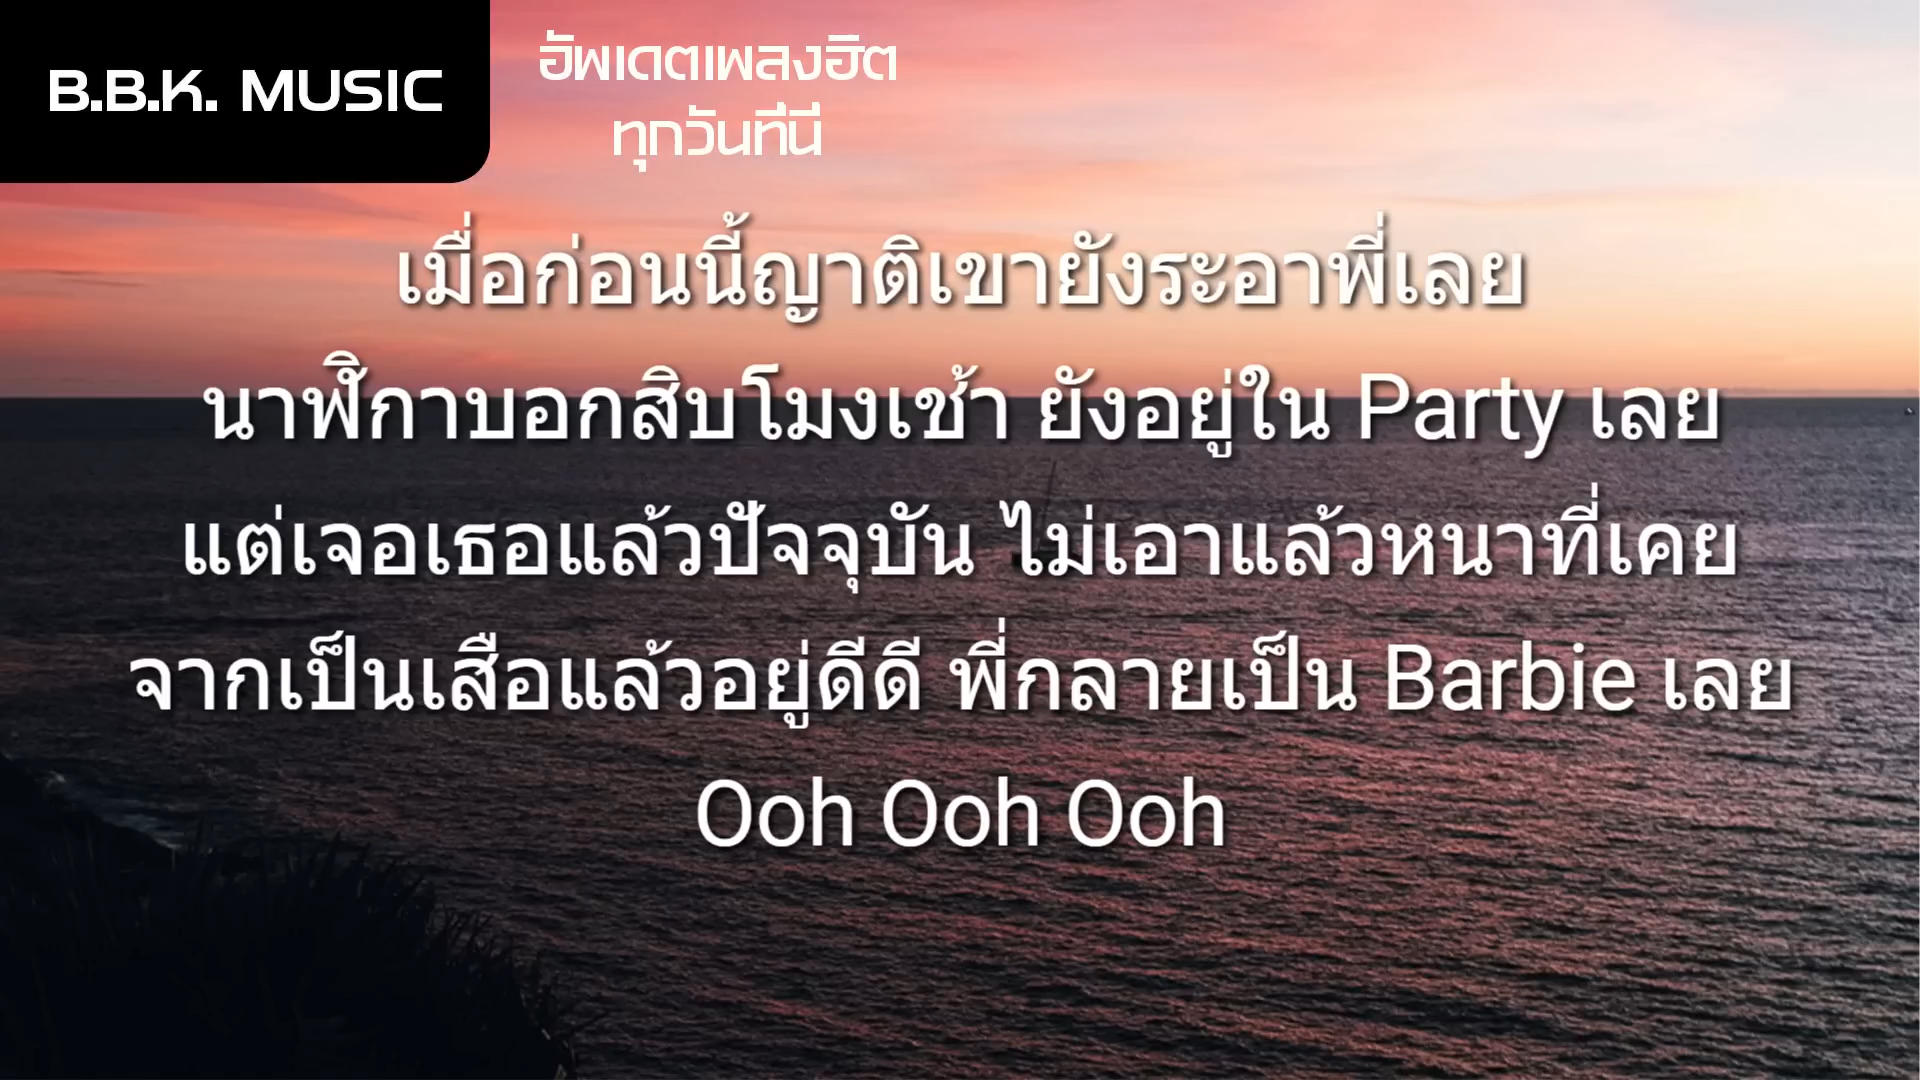 B.B.K. MUSIC
อัพเดตเพลงฮิต
ทุกวันที่นี่
เมื่อก่อนนี้ญาติเขายังระอาพี่เลย
นาฬิกาบอกสิบโมงเช้า ยังอยู่ใน Party เลย
แต่เจอเธอแล้วปัจจุบัน ไม่เอาแล้วหนาที่เคย
จากเป็นเสือแล้วอยู่ดีดี พี่กลายเป็น Barbie เลย
Ooh Ooh Ooh